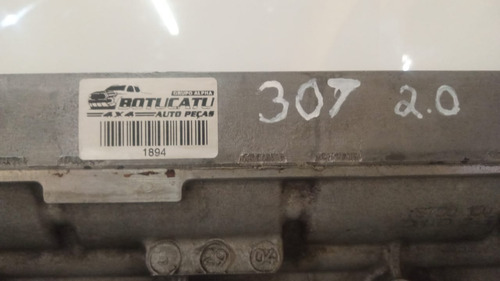 GRUPO ALPHA
BOTUCATU
4X4 AUTO PEÇAS
1894
307 2.0